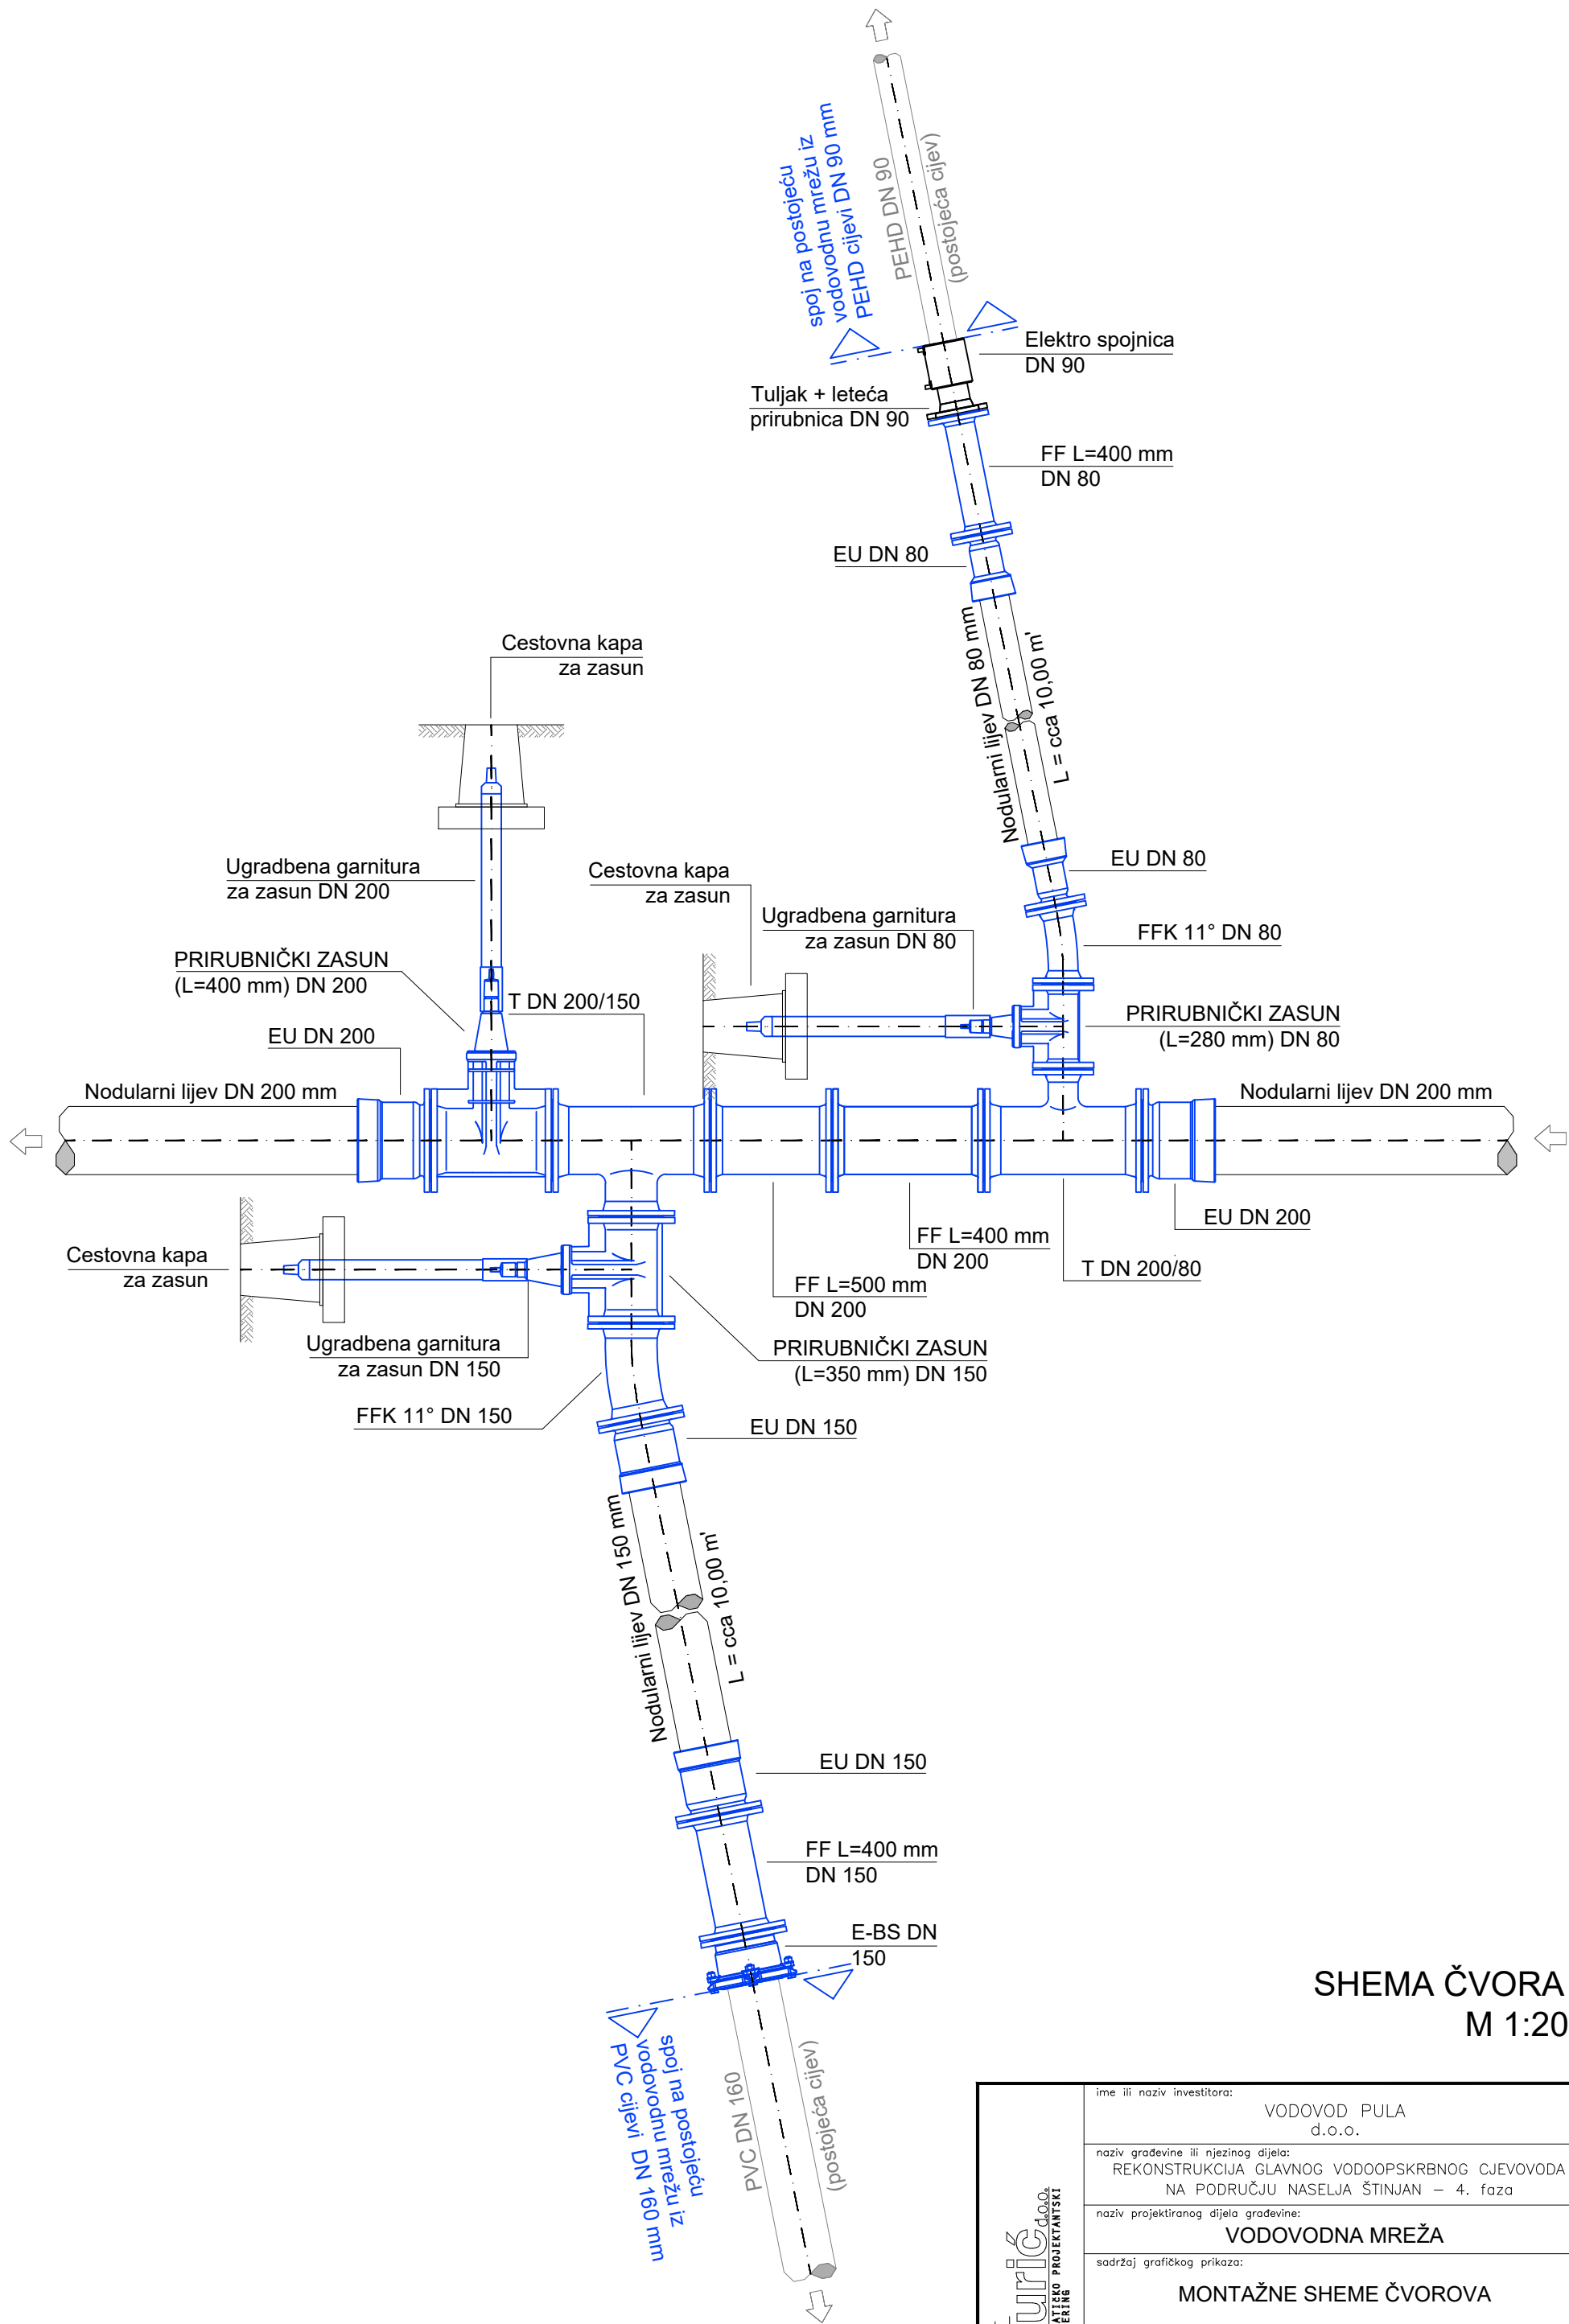 spoj na postojeću
vodovodnu mrežu iz
PEHD cijevi DN 90 mm
PEHD DN 90
(postojeća cijev)
Elektro spojnica
DN 90
Tuljak + leteća
prirubnica DN 90
FF L=400 mm
DN 80
EU DN 80
Nodularni lijev DN 80 mm
L = cca 10,00 m'
Cestovna kapa
za zasun
Ugradbena garnitura
za zasun DN 200
Cestovna kapa
za zasun
EU DN 80
Ugradbena garnitura
za zasun DN 80
FFK 11° DN 80
PRIRUBNIČKI ZASUN
(L=400 mm) DN 200
T DN 200/150
PRIRUBNIČKI ZASUN
(L=280 mm) DN 80
EU DN 200
Nodularni lijev DN 200 mm
Nodularni lijev DN 200 mm
EU DN 200
Cestovna kapa
za zasun
FF L=400 mm
DN 200
T DN 200/80
FF L=500 mm
DN 200
Ugradbena garnitura
za zasun DN 150
PRIRUBNIČKI ZASUN
(L=350 mm) DN 150
FFK 11° DN 150
EU DN 150
Nodularni lijev DN 150 mm
L = cca 10,00 m'
EU DN 150
FF L=400 mm
DN 150
E-BS DN
150
spoj na postojeću
vodovodnu mrežu iz
PVC cijevi  DN 160 mm
PVC DN 160
(postojeća cijev)
SHEMA ČVORA
M 1:20
ime ili naziv investitora:
VODOVOD PULA
d.o.o.
naziv građevine ili njezinog dijela:
REKONSTRUKCIJA GLAVNOG VODOOPSKRBNOG CJEVOVODA
NA PODRUČJU NASELJA ŠTINJAN – 4. faza
naziv projektiranog dijela građevine:
VODOVODNA MREŽA
sadržaj grafičkog prikaza:
MONTAŽNE SHEME ČVOROVA
d.o.o.
PROJEKTANTSKI